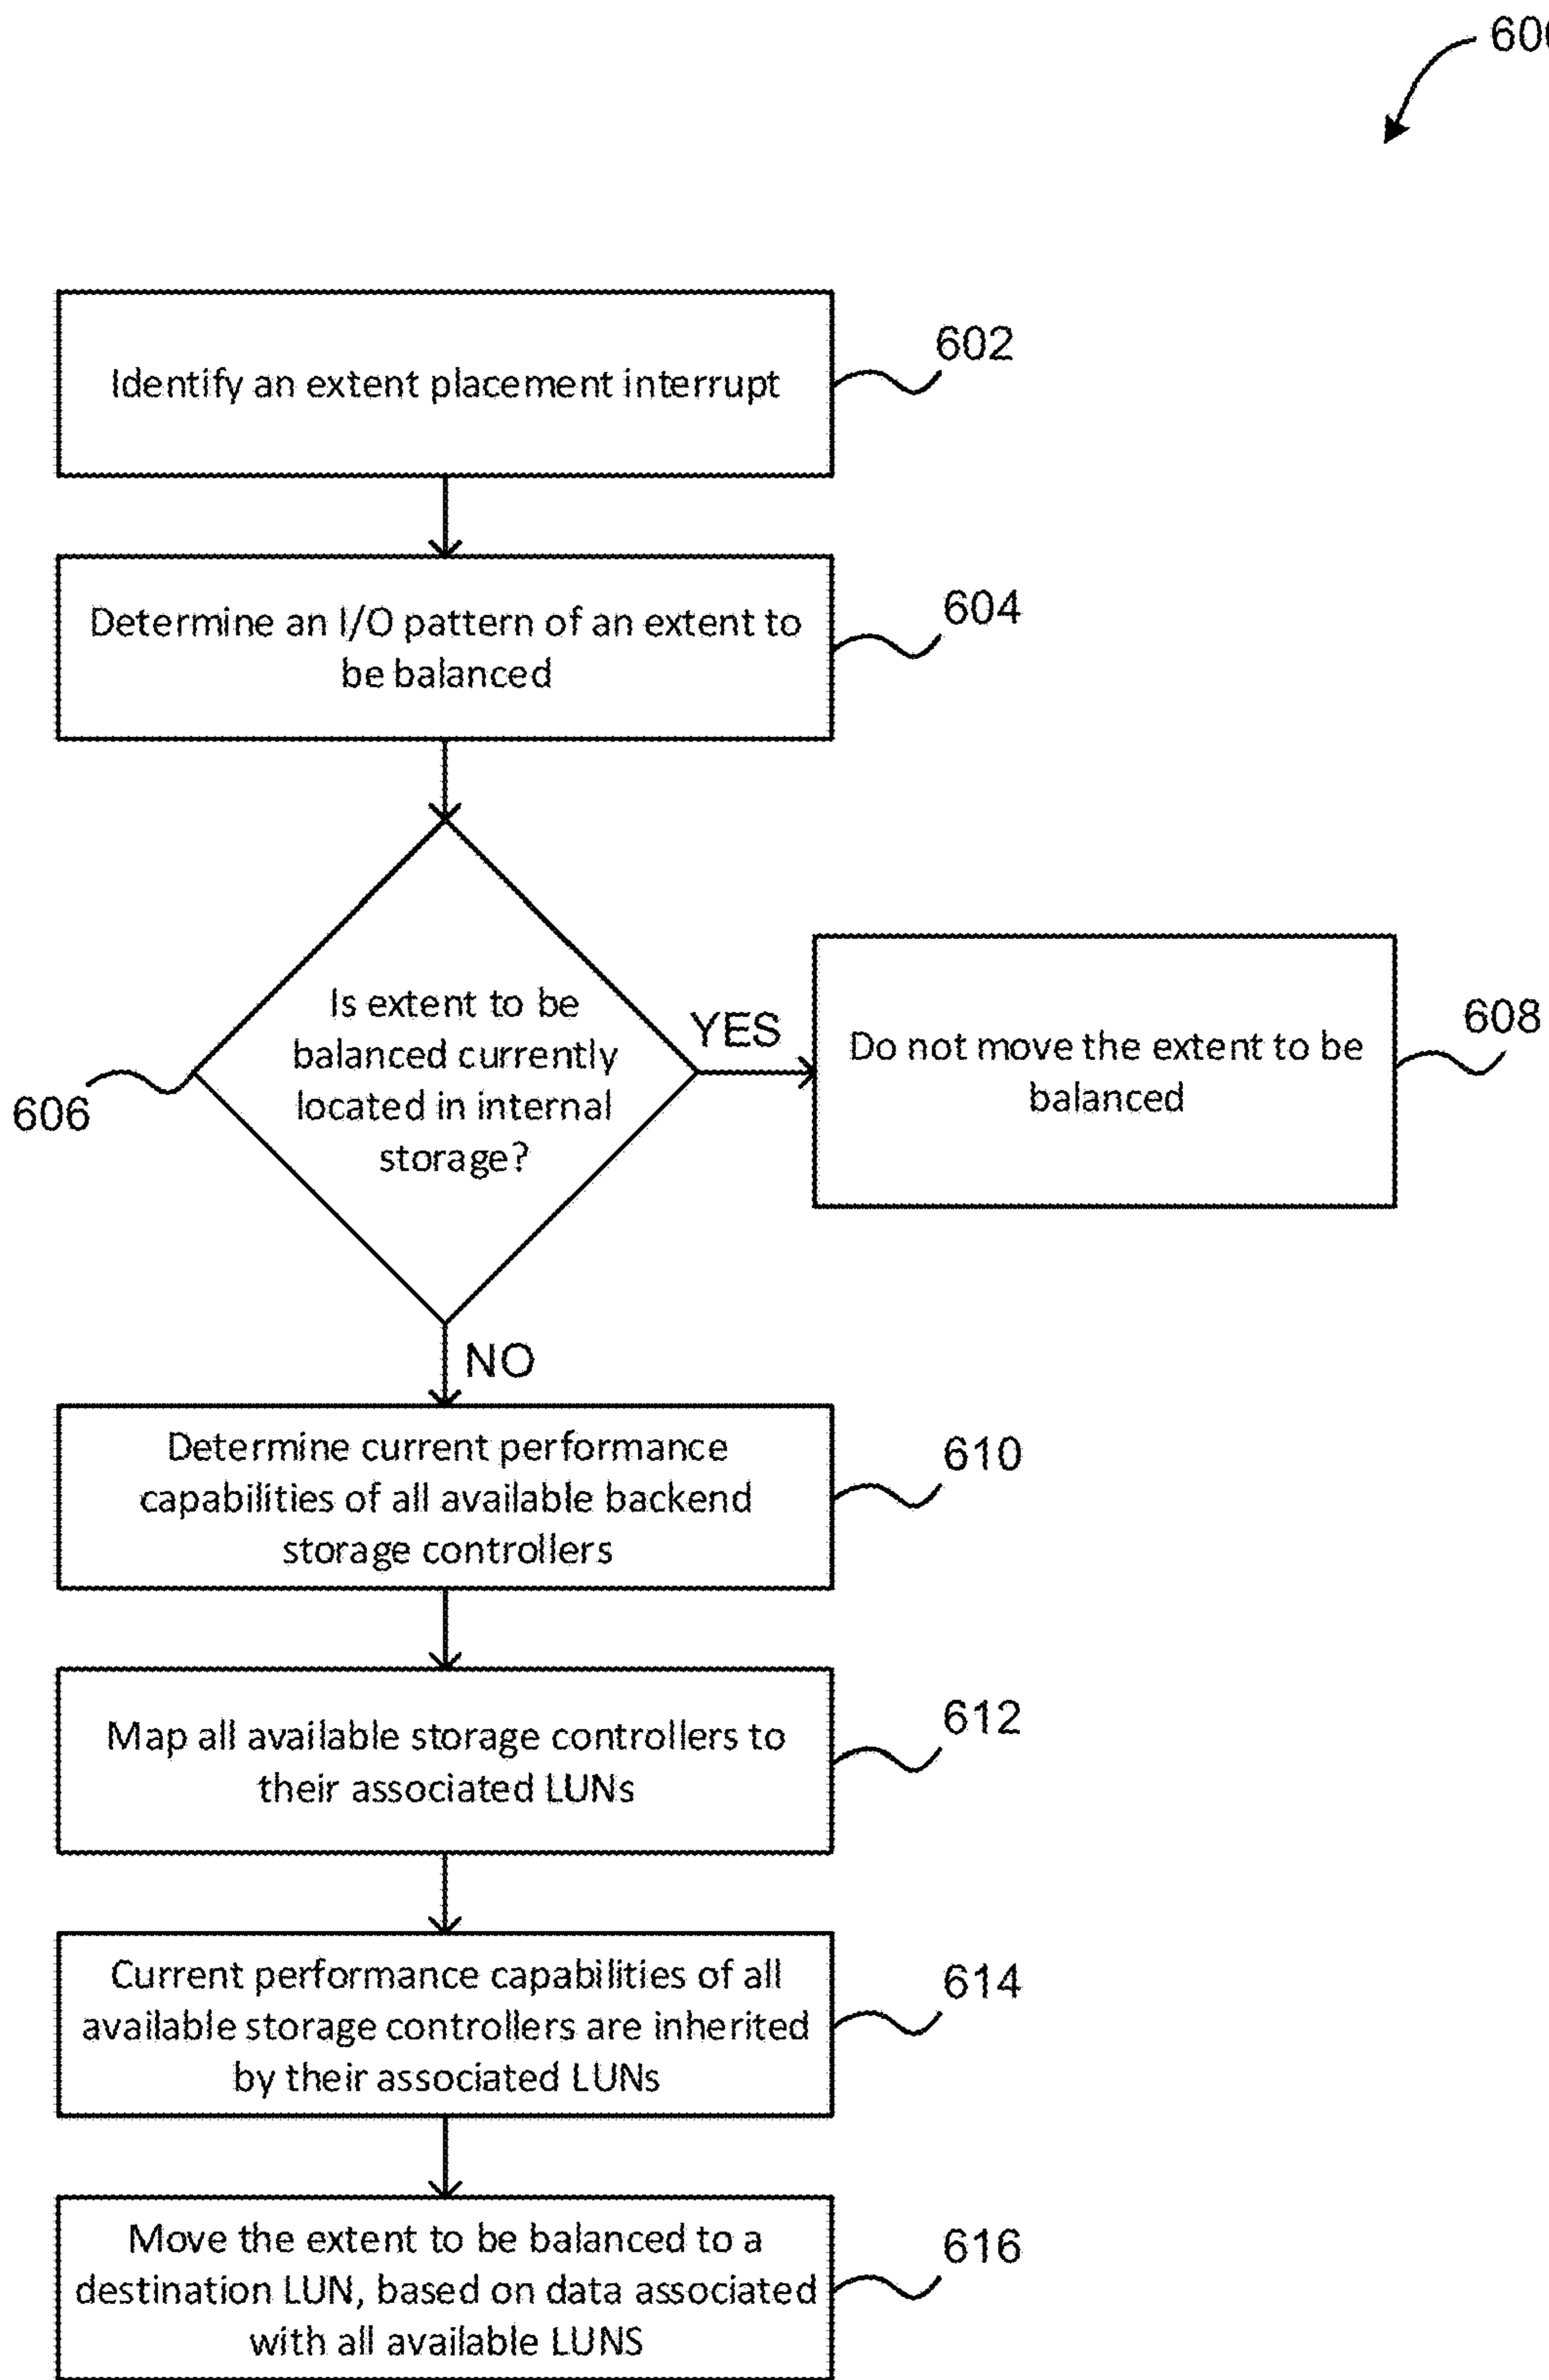 600
Identify an extent placement interrupt
602
Determine an I/O pattern of an extent to
be balanced
604
Is extent to be
balanced currently
located in internal
storage?
606
YES
Do not move the extent to be
balanced
608
NO
Determine current performance
capabilities of all available backend
storage controllers
610
Map all available storage controllers to
their associated LUNs
612
Current performance capabilities of all
available storage controllers are inherited
by their associated LUNs
614
Move the extent to be balanced to a
destination LUN, based on data associated
with all available LUNS
616